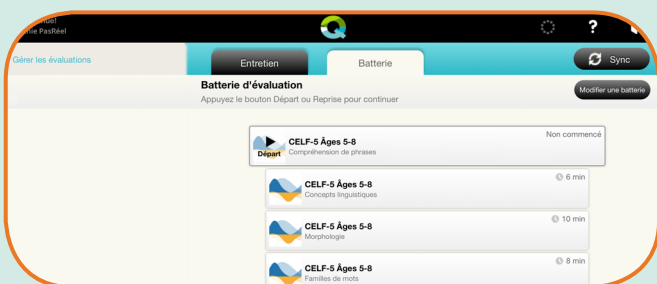 nie PasRéel
?
Gérer les évaluations
Entretien
Batterie
Sync
Batterie d'évaluation
Appuyez le bouton Départ ou Reprise pour continuer
Modifier une batterie
Départ
CELF-5 Âges 5-8
Compréhension de phrases
Non commencé
CELF-5 Âges 5-8
Concepts linguistiques
6 min
CELF-5 Âges 5-8
Morphologie
10 min
CELF-5 Âges 5-8
Familles de mots
8 min